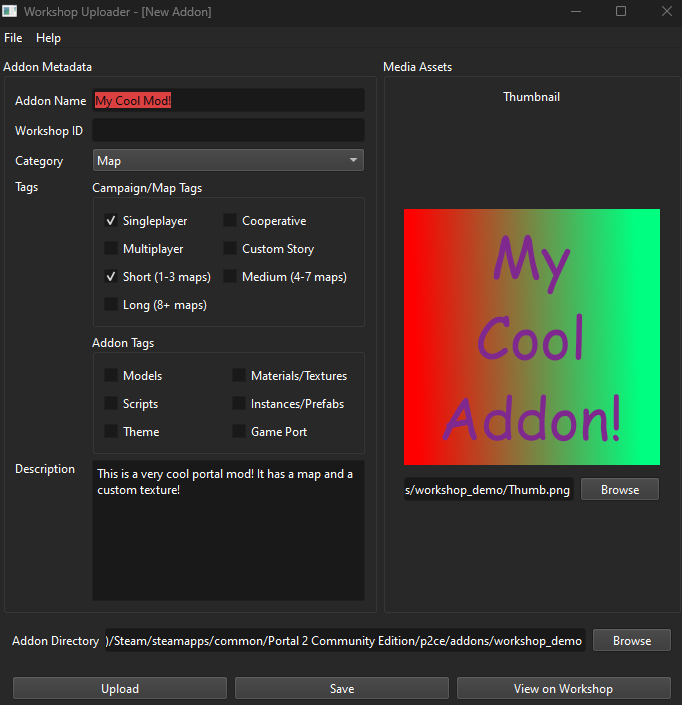 Workshop Uploader - [New Addon]
File Help
Addon Metadata
Addon Name My Cool Mod!
Workshop ID
Category Map
Tags
Campaign/Map Tags
Singleplayer Cooperative
Multiplayer Custom Story
Short (1-3 maps) Medium (4-7 maps)
Long (8+ maps)
Addon Tags
Models Materials/Textures
Scripts Instances/Prefabs
Theme Game Port
Description
This is a very cool portal mod! It has a map and a
custom texture!
Media Assets
Thumbnail
My
Cool
Addon!
s/workshop_demo/Thumb.png Browse
Addon Directory )/Steam/steamapps/common/Portal 2 Community Edition/p2ce/addons/workshop_demo Browse
Upload Save View on Workshop